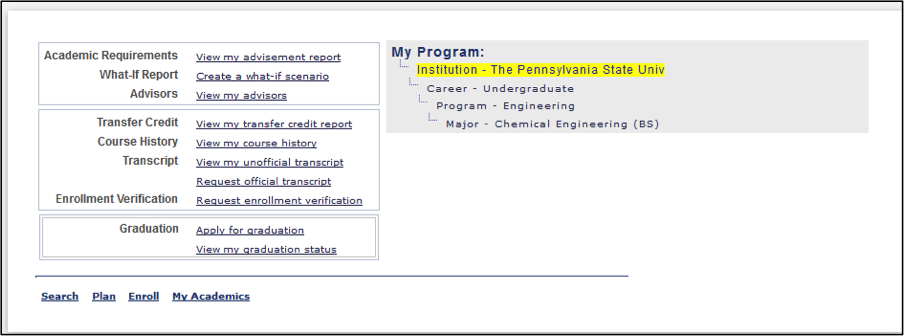 Academic Requirements View my advisement report
What-If Report Create a what-if scenario
Advisors View my advisors
Transfer Credit View my transfer credit report
Course History View my course history
Transcript View my unofficial transcript
Request official transcript
Enrollment Verification Request enrollment verification
Graduation Apply for graduation
View my graduation status
My Program:
Institution - The Pennsylvania State Univ
Career - Undergraduate
Program - Engineering
Major - Chemical Engineering (BS)
Search Plan Enroll My Academics